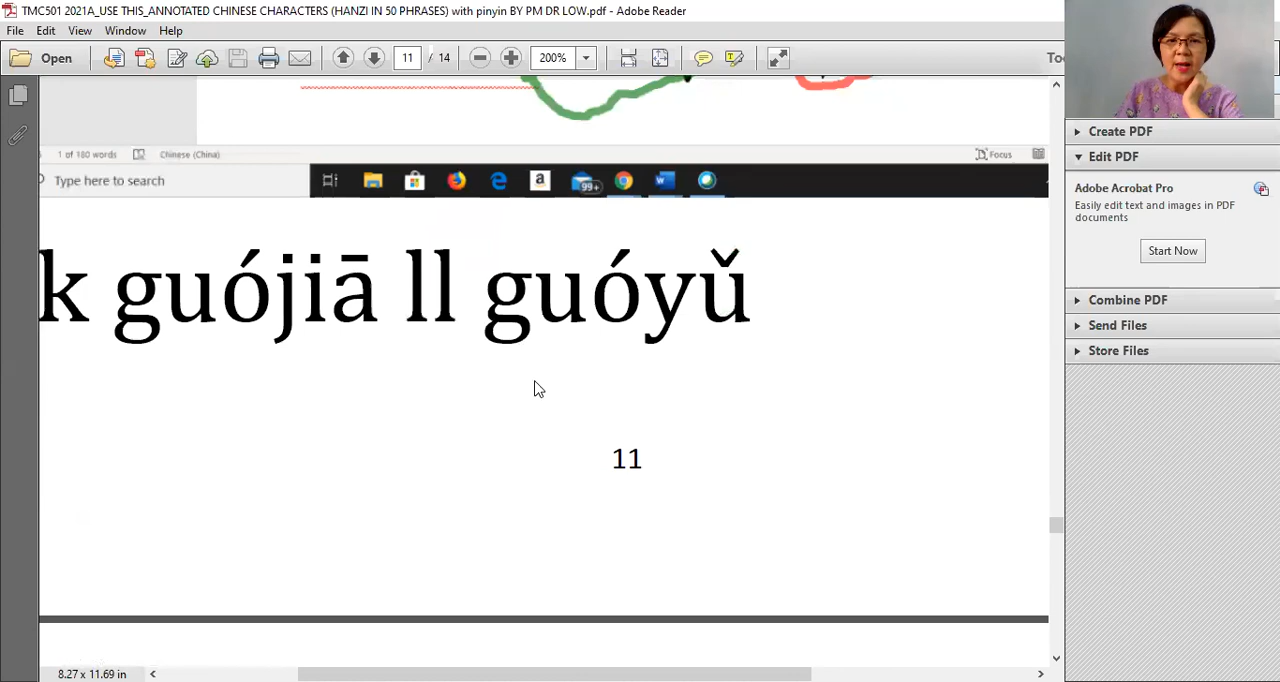 TMC501 2021A_USE THIS_ANNOTATED CHINESE CHARACTERS (HANZI IN 50 PHRASES) with pinyin BY PM DR LOW.pdf - Adobe Reader
File Edit View Window Help
Open 11 / 14 200%
Create PDF
Edit PDF
Adobe Acrobat Pro
Easily edit text and images in PDF
documents
Start Now
Combine PDF
Send Files
Store Files
1 of 180 words Chinese (China) Focus
Type here to search a 99+
k guójiā ll guóyǔ
11
8.27 x 11.69 in